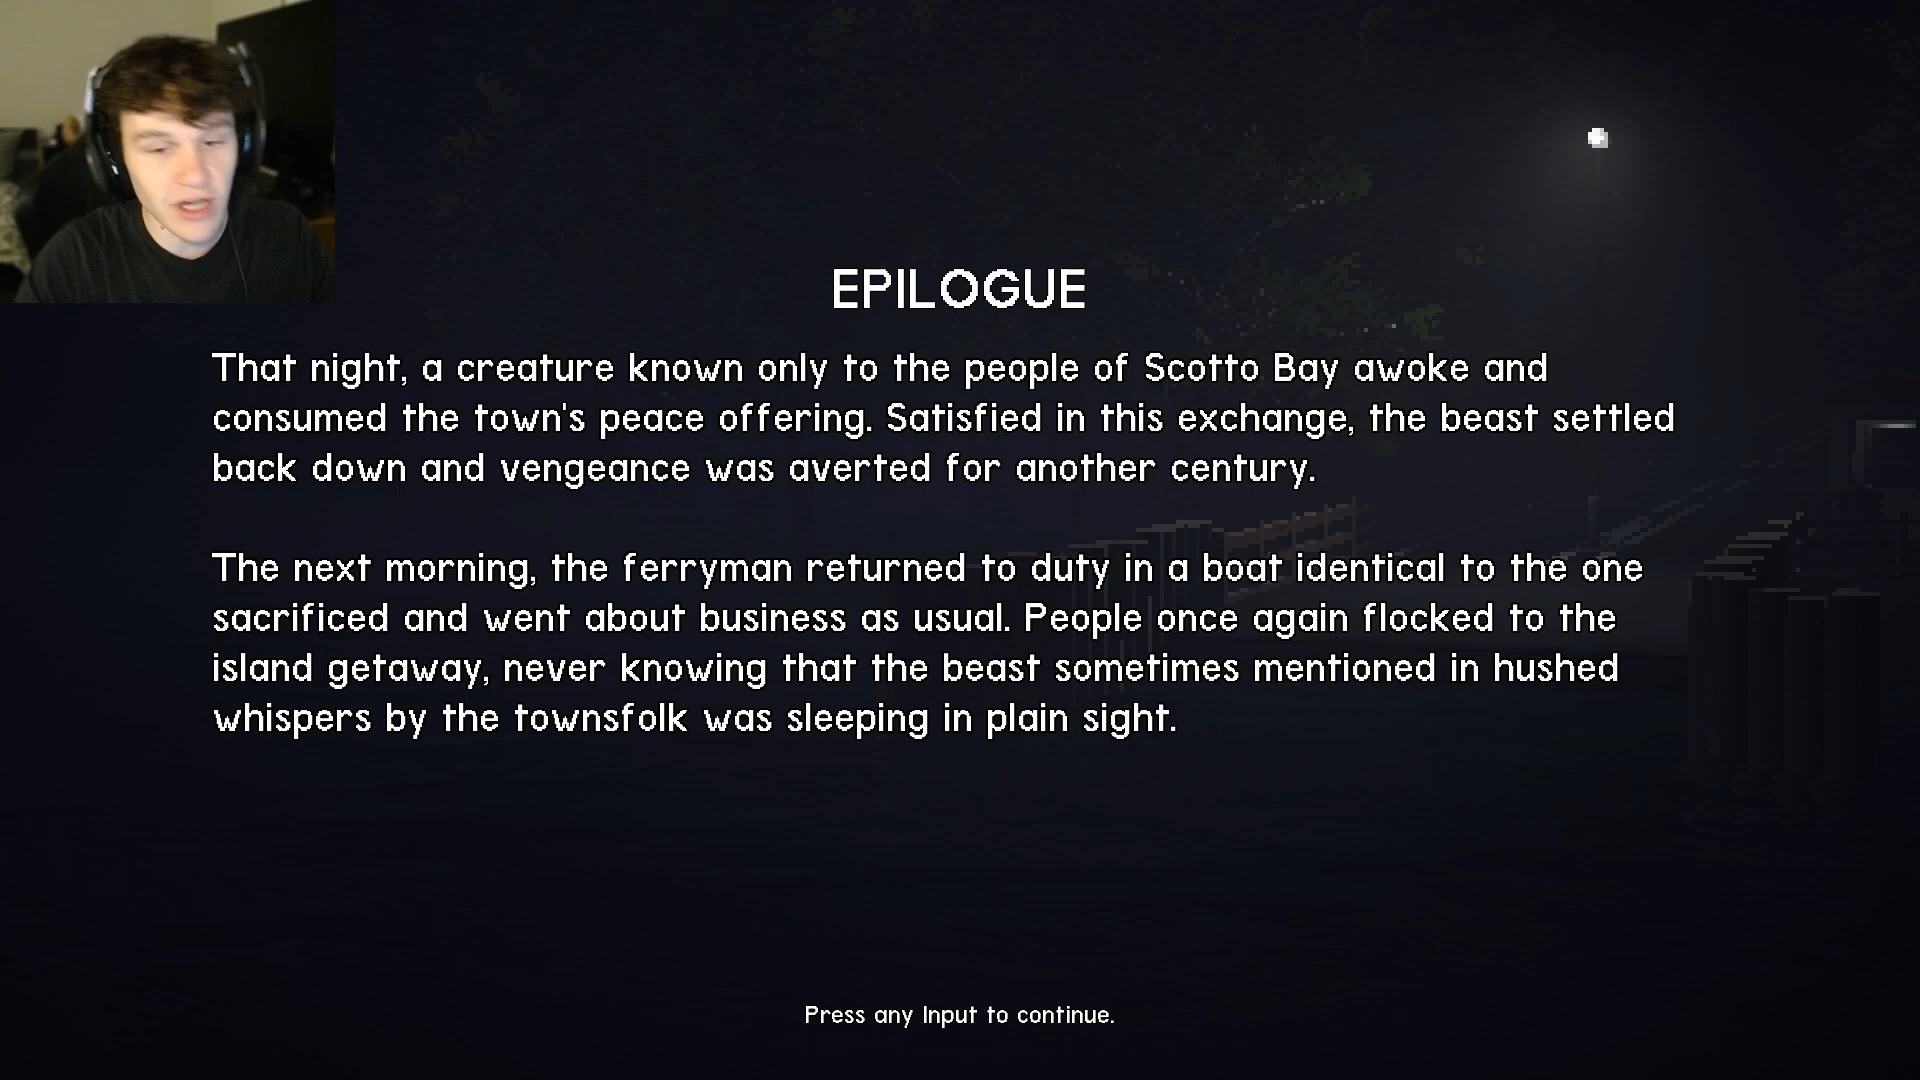 EPILOGUE
That night, a creature known only to the people of Scotto Bay awoke and
consumed the town's peace offering. Satisfied in this exchange, the beast settled
back down and vengeance was averted for another century.
The next morning, the ferryman returned to duty in a boat identical to the one
sacrificed and went about business as usual. People once again flocked to the
island getaway, never knowing that the beast sometimes mentioned in hushed
whispers by the townsfolk was sleeping in plain sight.
Press any Input to continue.